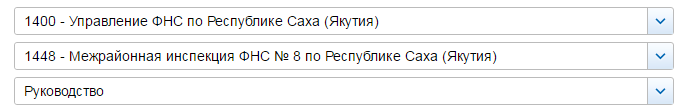 1400 - Управление ФНС по Республике Саха (Якутия)
1448 - Межрайонная инспекция ФНС № 8 по Республике Саха (Якутия)
Руководство